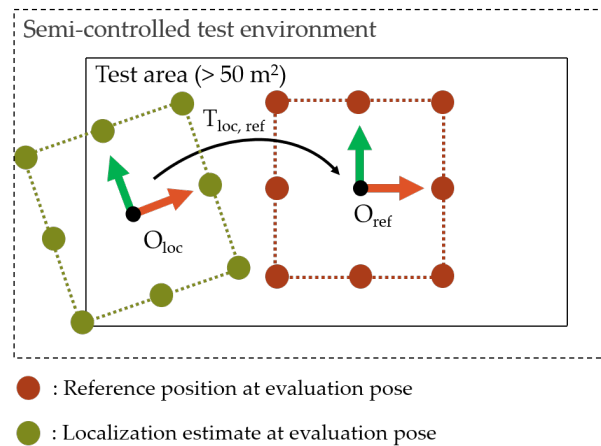 Semi-controlled test environment
Test area (> 50 m²)
T_loc, ref
O_loc
O_ref
: Reference position at evaluation pose
: Localization estimate at evaluation pose